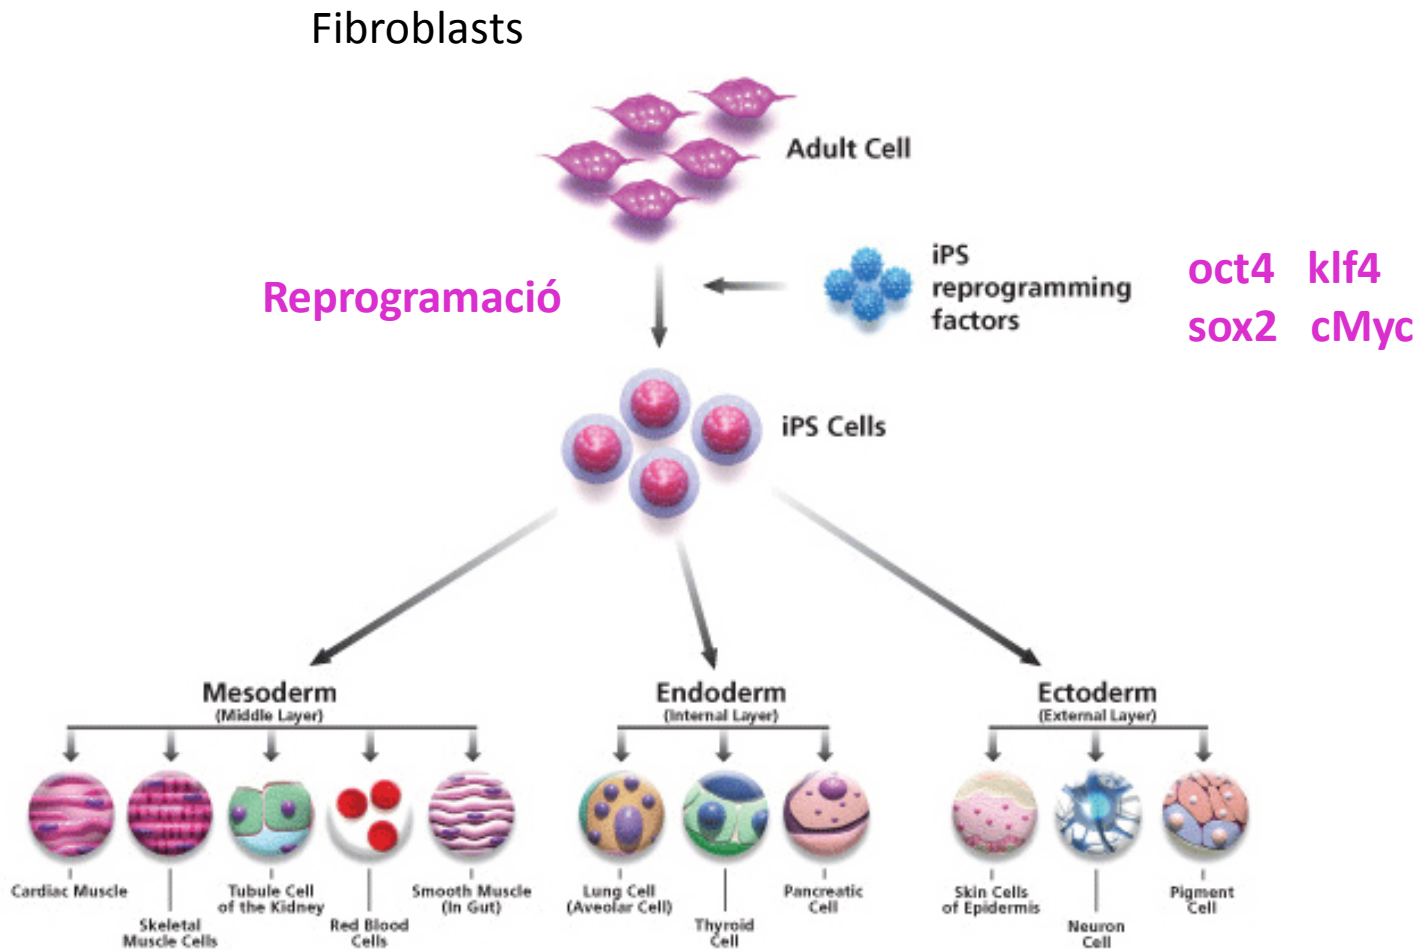 Fibroblasts
Adult Cell
Reprogramació
iPS
reprogramming
factors
oct4 klf4
sox2 cMyc
iPS Cells
Mesoderm
(Middle Layer)
Endoderm
(Internal Layer)
Ectoderm
(External Layer)
Cardiac Muscle
Skeletal
Muscle Cells
Tubule Cell
of the Kidney
Red Blood
Cells
Smooth Muscle
(In Gut)
Lung Cell
(Aveolar Cell)
Thyroid
Cell
Pancreatic
Cell
Skin Cells
of Epidermis
Neuron
Cell
Pigment
Cell